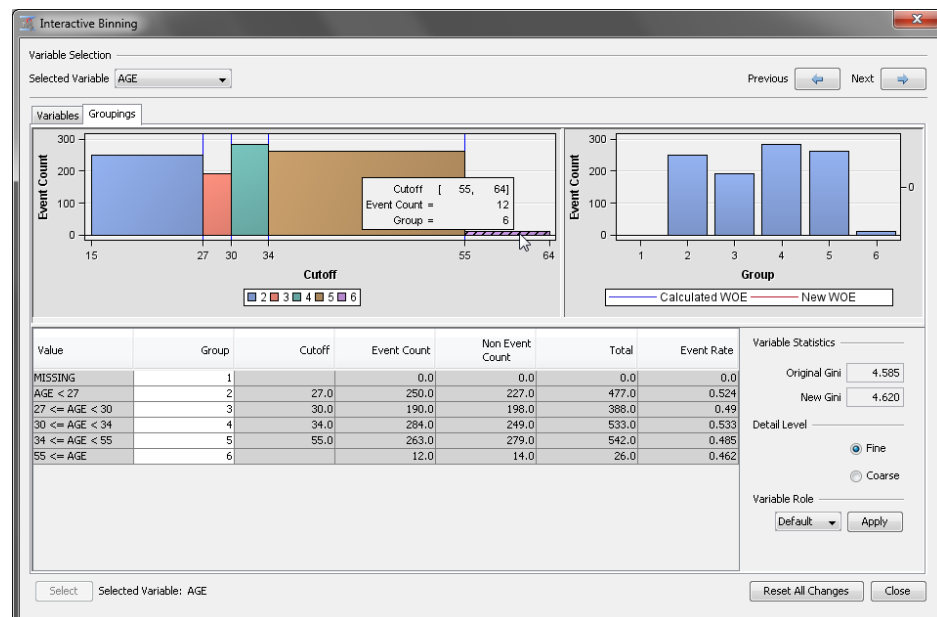 Interactive Binning
Variable Selection
Selected Variable AGE
Previous Next
Variables Groupings
300
200
100
0
Event Count
15 27 30 34 55 64
Cutoff
2 3 4 5 6
Cutoff [ 55, 64]
Event Count = 12
Group = 6
300
200
100
0
Event Count
0
1 2 3 4 5 6
Group
Calculated WOE New WOE
Value Group Cutoff Event Count Non Event Count Total Event Rate
MISSING 1 0.0 0.0 0.0 0.0
AGE < 27 2 27.0 250.0 227.0 477.0 0.524
27 <= AGE < 30 3 30.0 190.0 198.0 388.0 0.49
30 <= AGE < 34 4 34.0 284.0 249.0 533.0 0.533
34 <= AGE < 55 5 55.0 263.0 279.0 542.0 0.485
55 <= AGE 6 12.0 14.0 26.0 0.462
Variable Statistics
Original Gini 4.585
New Gini 4.620
Detail Level
Fine
Coarse
Variable Role
Default Apply
Select Selected Variable: AGE
Reset All Changes Close